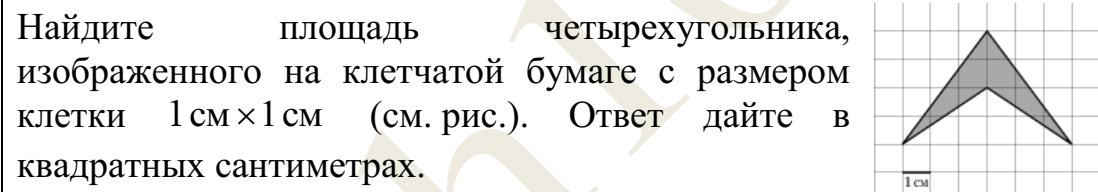 Найдите площадь четырехугольника,
изображенного на клетчатой бумаге с размером
клетки 1 см × 1 см (см. рис.). Ответ дайте в
квадратных сантиметрах.
1 см